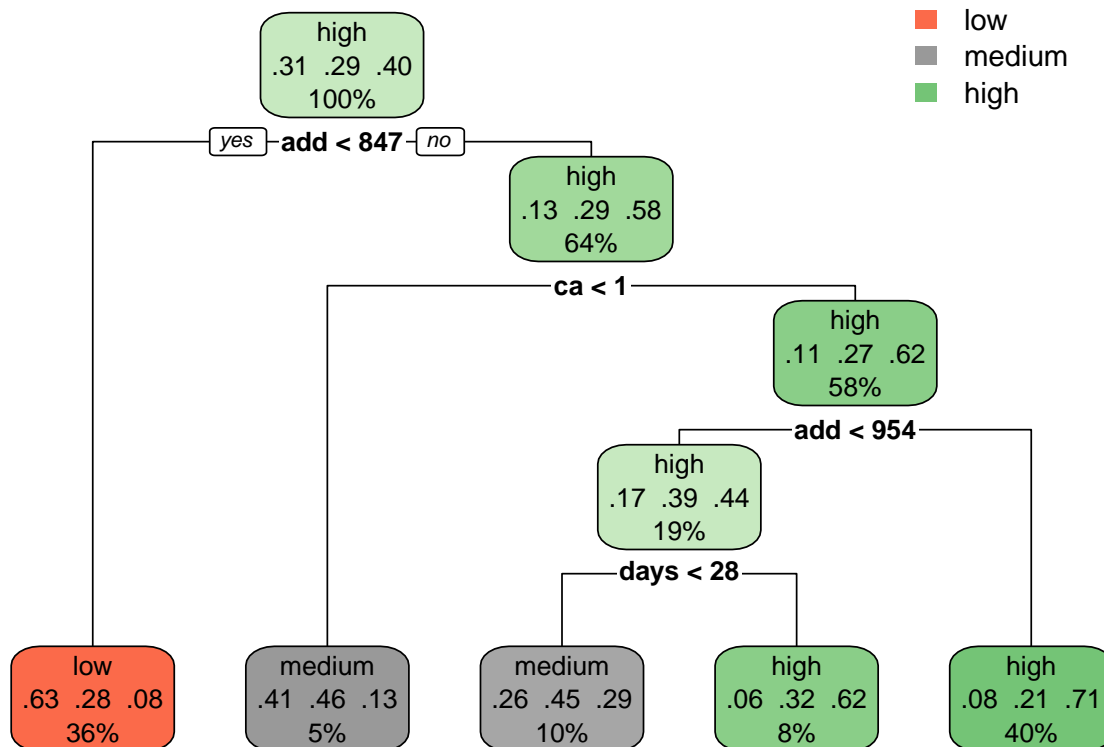 high
.31 .29 .40
100%
low
medium
high
yes add < 847 no
high
.13 .29 .58
64%
ca < 1
high
.11 .27 .62
58%
add < 954
high
.17 .39 .44
19%
days < 28
low
.63 .28 .08
36%
medium
.41 .46 .13
5%
medium
.26 .45 .29
10%
high
.06 .32 .62
8%
high
.08 .21 .71
40%